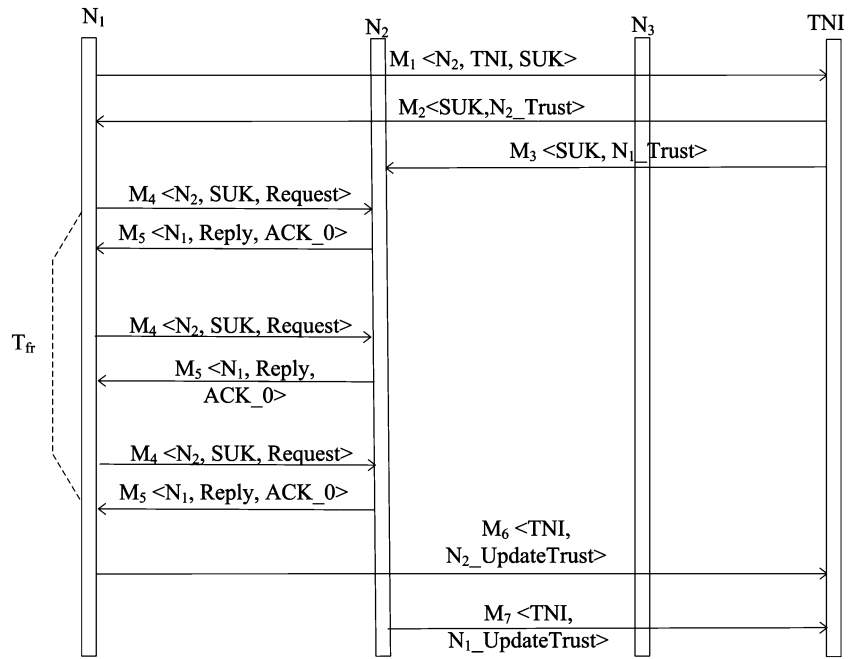 N₁
N₂
N₃
TNI
M₁ <N₂, TNI, SUK>
M₂<SUK,N₂_Trust>
M₃ <SUK, N₁_Trust>
M₄ <N₂, SUK, Request>
M₅ <N₁, Reply, ACK_0>
T_fr
M₄ <N₂, SUK, Request>
M₅ <N₁, Reply,
ACK_0>
M₄ <N₂, SUK, Request>
M₅ <N₁, Reply, ACK_0>
M₆ <TNI,
N₂_UpdateTrust>
M₇ <TNI,
N₁_UpdateTrust>